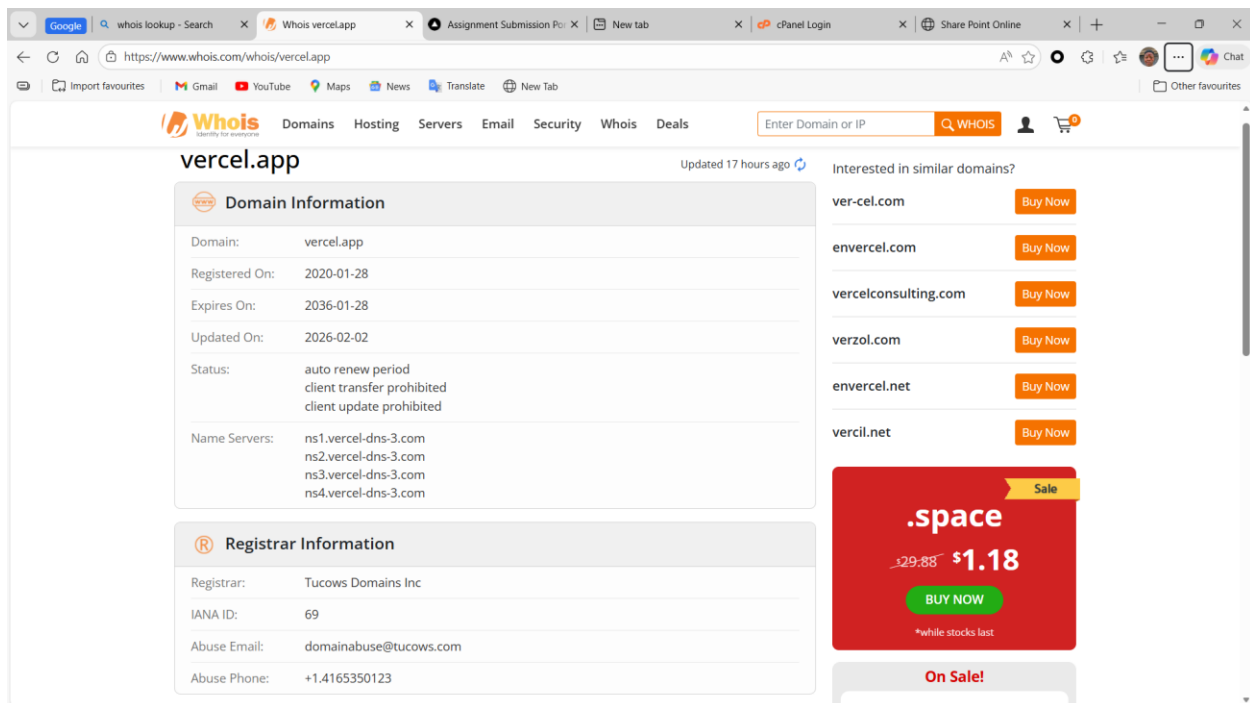 Google
whois lookup - Search
Whois vercel.app
Assignment Submission Por
New tab
cPanel Login
Share Point Online
https://www.whois.com/whois/vercel.app
Chat
Import favourites
Gmail
YouTube
Maps
News
Translate
New Tab
Other favourites
Whois
Identity for everyone
Domains
Hosting
Servers
Email
Security
Whois
Deals
Enter Domain or IP
WHOIS
0
vercel.app
Updated 17 hours ago
Domain Information
Domain: vercel.app
Registered On: 2020-01-28
Expires On: 2036-01-28
Updated On: 2026-02-02
Status: auto renew period
client transfer prohibited
client update prohibited
Name Servers: ns1.vercel-dns-3.com
ns2.vercel-dns-3.com
ns3.vercel-dns-3.com
ns4.vercel-dns-3.com
Registrar Information
Registrar: Tucows Domains Inc
IANA ID: 69
Abuse Email: domainabuse@tucows.com
Abuse Phone: +1.4165350123
Interested in similar domains?
ver-cel.com Buy Now
envercel.com Buy Now
vercelconsulting.com Buy Now
verzol.com Buy Now
envercel.net Buy Now
vercil.net Buy Now
Sale
.space
$29.88 $1.18
BUY NOW
*while stocks last
On Sale!